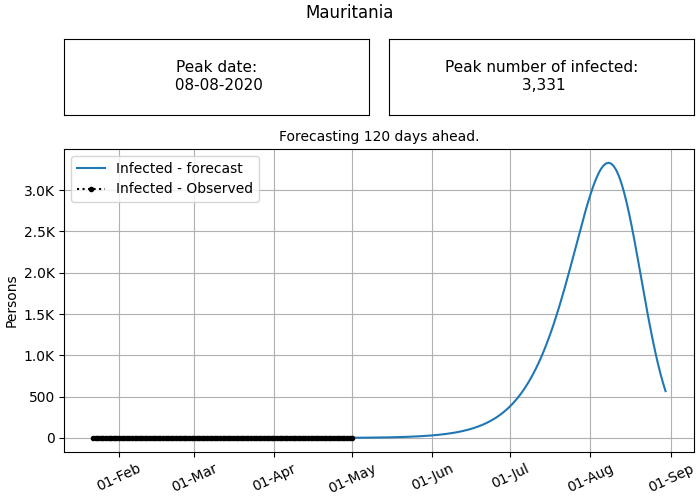 Mauritania
Peak date:
08-08-2020
Peak number of infected:
3,331
Forecasting 120 days ahead.
Infected - forecast
Infected - Observed
Persons
3.0K
2.5K
2.0K
1.5K
1.0K
500
0
01-Feb
01-Mar
01-Apr
01-May
01-Jun
01-Jul
01-Aug
01-Sep